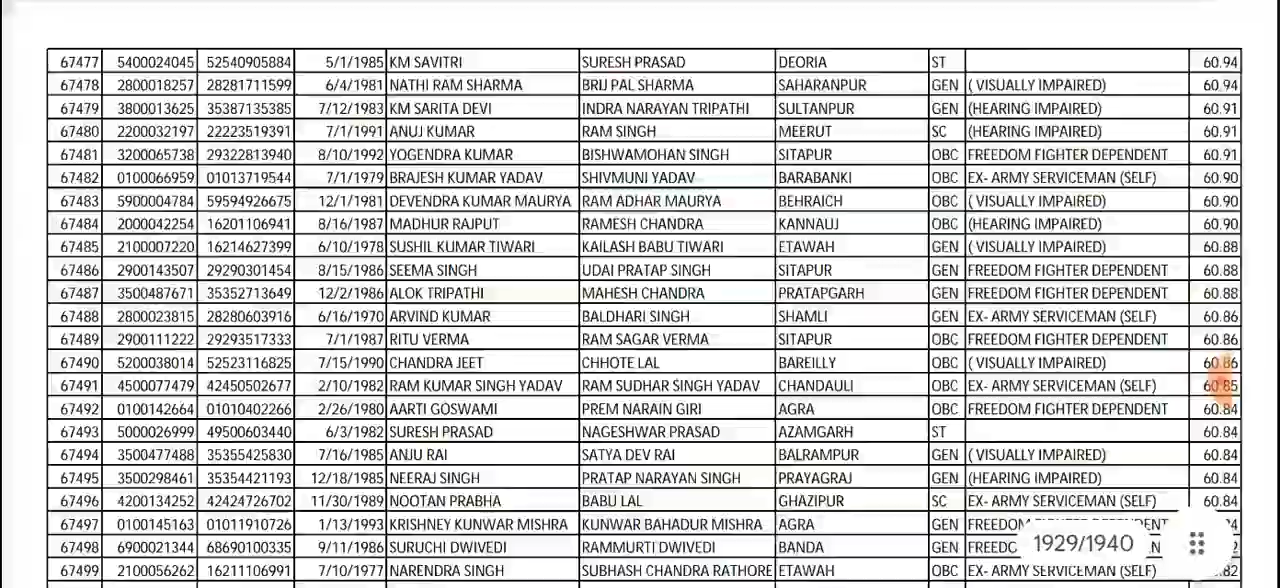 67477 5400024045 52540905884 5/1/1985 KM SAVITRI SURESH PRASAD DEORIA ST 60.94
67478 2800018257 28281711599 6/4/1981 NATHI RAM SHARMA BRIJ PAL SHARMA SAHARANPUR GEN ( VISUALLY IMPAIRED) 60.94
67479 3800013625 35387135385 7/12/1983 KM SARITA DEVI INDRA NARAYAN TRIPATHI SULTANPUR GEN (HEARING IMPAIRED) 60.91
67480 2200032197 22223519391 7/1/1991 ANUJ KUMAR RAM SINGH MEERUT SC (HEARING IMPAIRED) 60.91
67481 3200065738 29322813940 8/10/1992 YOGENDRA KUMAR BISHWAMOHAN SINGH SITAPUR OBC FREEDOM FIGHTER DEPENDENT 60.91
67482 0100066959 01013719544 7/1/1979 BRAJESH KUMAR YADAV SHIVMUNI YADAV BARABANKI OBC EX- ARMY SERVICEMAN (SELF) 60.90
67483 5900004784 59594926675 12/1/1981 DEVENDRA KUMAR MAURYA RAM ADHAR MAURYA BEHRAICH OBC ( VISUALLY IMPAIRED) 60.90
67484 2000042254 16201106941 8/16/1987 MADHUR RAJPUT RAMESH CHANDRA KANNAUJ OBC (HEARING IMPAIRED) 60.90
67485 2100007220 16214627399 6/10/1978 SUSHIL KUMAR TIWARI KAILASH BABU TIWARI ETAWAH GEN ( VISUALLY IMPAIRED) 60.88
67486 2900143507 29290301454 8/15/1986 SEEMA SINGH UDAI PRATAP SINGH SITAPUR GEN FREEDOM FIGHTER DEPENDENT 60.88
67487 3500487671 35352713649 12/2/1986 ALOK TRIPATHI MAHESH CHANDRA PRATAPGARH GEN FREEDOM FIGHTER DEPENDENT 60.88
67488 2800023815 28280603916 6/16/1970 ARVIND KUMAR BALDHARI SINGH SHAMLI GEN EX- ARMY SERVICEMAN (SELF) 60.86
67489 2900111222 29293517333 7/1/1987 RITU VERMA RAM SAGAR VERMA SITAPUR OBC FREEDOM FIGHTER DEPENDENT 60.86
67490 5200038014 52523116825 7/15/1990 CHANDRA JEET CHHOTE LAL BAREILLY OBC ( VISUALLY IMPAIRED) 60.86
67491 4500077479 42450502677 2/10/1982 RAM KUMAR SINGH YADAV RAM SUDHAR SINGH YADAV CHANDAULI OBC EX- ARMY SERVICEMAN (SELF) 60.85
67492 0100142664 01010402266 2/26/1980 AARTI GOSWAMI PREM NARAIN GIRI AGRA OBC FREEDOM FIGHTER DEPENDENT 60.84
67493 5000026999 49500603440 6/3/1982 SURESH PRASAD NAGESHWAR PRASAD AZAMGARH ST 60.84
67494 3500477488 35355425830 7/16/1985 ANJU RAI SATYA DEV RAI BALRAMPUR GEN ( VISUALLY IMPAIRED) 60.84
67495 3500298461 35354421193 12/18/1985 NEERAJ SINGH PRATAP NARAYAN SINGH PRAYAGRAJ GEN (HEARING IMPAIRED) 60.84
67496 4200134252 42424726702 11/30/1989 NOOTAN PRABHA BABU LAL GHAZIPUR SC EX- ARMY SERVICEMAN (SELF) 60.84
67497 0100145163 01011910726 1/13/1993 KRISHNEY KUNWAR MISHRA KUNWAR BAHADUR MISHRA AGRA GEN FREEDOM FIGHTER DEPENDENT
67498 6900021344 68690100335 9/11/1986 SURUCHI DWIVEDI RAMMURTI DWIVEDI BANDA GEN
67499 2100056262 16211106991 7/10/1977 NARENDRA SINGH SUBHASH CHANDRA RATHORE ETAWAH OBC EX- ARMY SERVICEMAN (SELF)
1929/1940